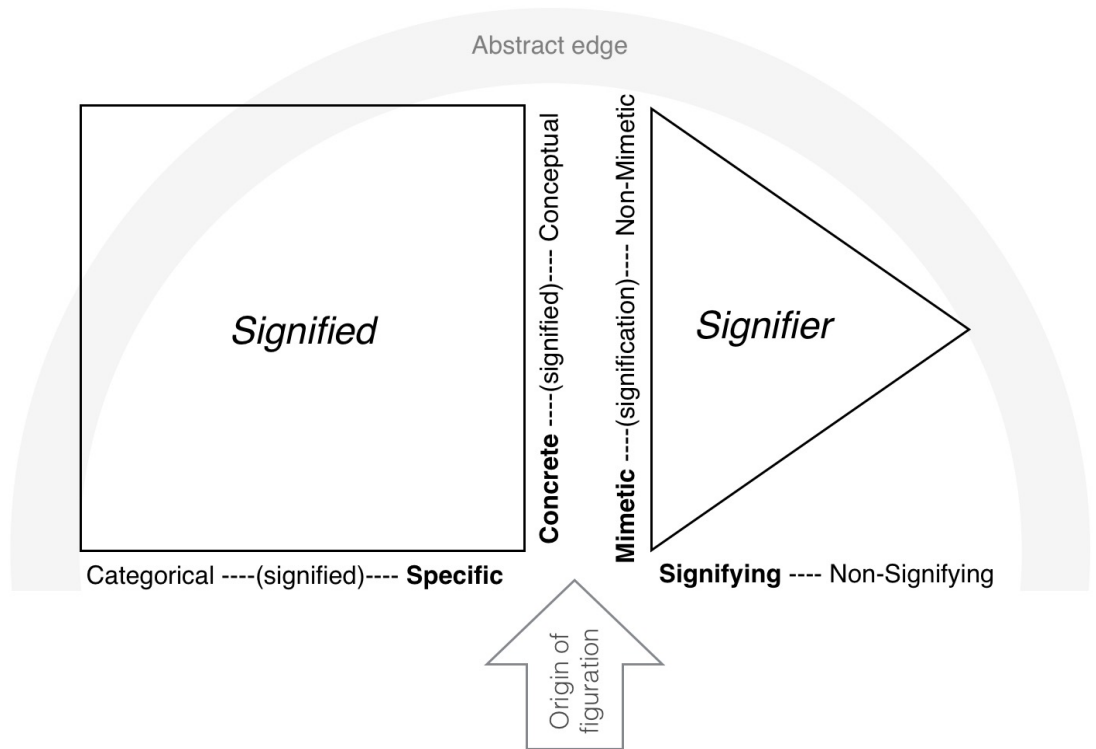 Abstract edge
Signified
Concrete ----(signified)---- Conceptual
Mimetic ----(signification)---- Non-Mimetic
Signifier
Categorical ----(signified)---- Specific
Signifying ---- Non-Signifying
Origin of
figuration